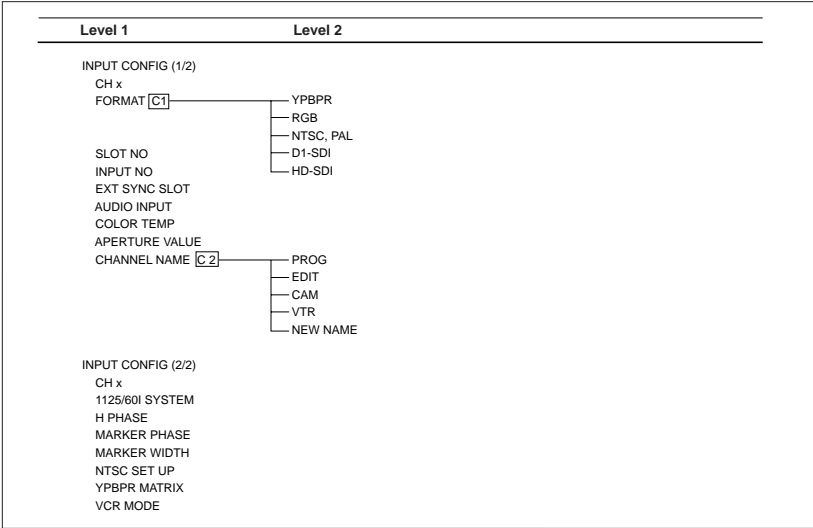 Level 1 Level 2
INPUT CONFIG (1/2)
CH x
FORMAT C1 YPBPR
RGB
NTSC, PAL
SLOT NO D1-SDI
INPUT NO HD-SDI
EXT SYNC SLOT
AUDIO INPUT
COLOR TEMP
APERTURE VALUE
CHANNEL NAME C 2 PROG
EDIT
CAM
VTR
NEW NAME
INPUT CONFIG (2/2)
CH x
1125/60I SYSTEM
H PHASE
MARKER PHASE
MARKER WIDTH
NTSC SET UP
YPBPR MATRIX
VCR MODE